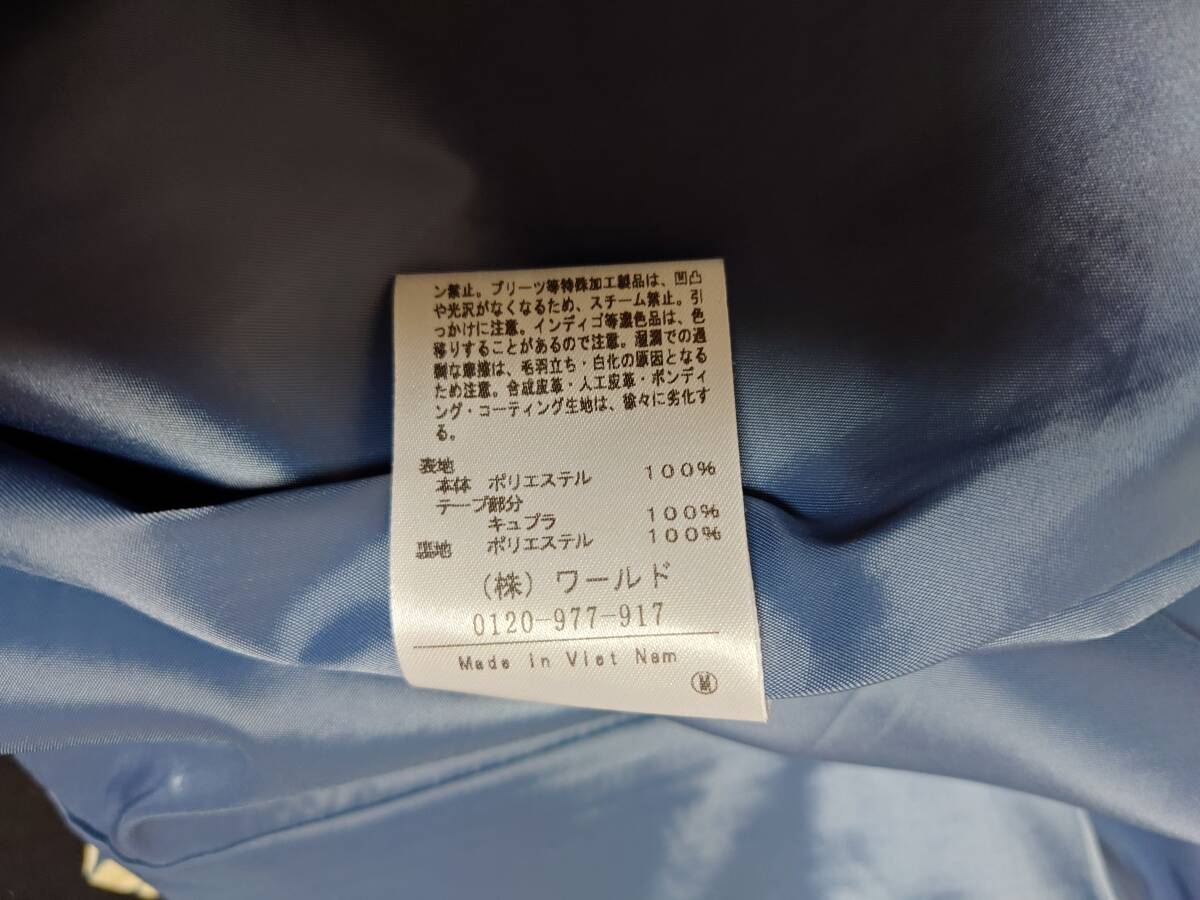 ン禁止。プリーツ等特殊加工製品は、凹凸
や光沢がなくなるため、スチーム禁止。引
っかけに注意。インディゴ等濃色品は、色
移りすることがあるので注意。湿潤での過
剰な摩擦は、毛羽立ち・白化の原因となる
ため注意。合成皮革・人工皮革・ボンディ
ング・コーティング生地は、徐々に劣化す
る。
表地
本体 ポリエステル 100%
テープ部分
キュプラ 100%
裏地 ポリエステル 100%
(株)ワールド
0120-977-917
Made in Viet Nam